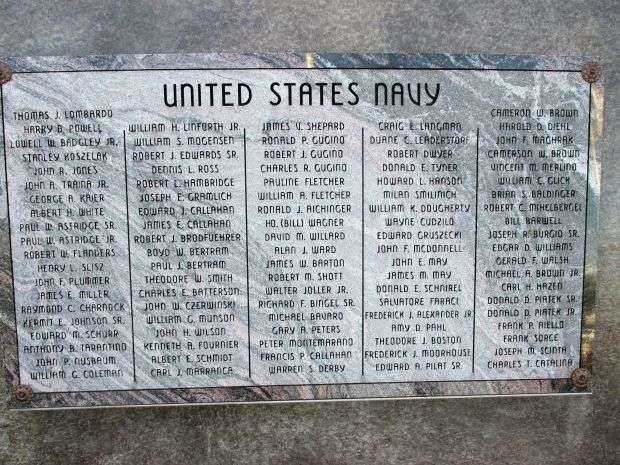 UNITED STATES NAVY
THOMAS J. LOMBARDO
HARRY B. POWELL
LOWELL W. BADGLEY JR.
STANLEY KOSZELAK
JOHN R. JONES
JOHN A. TRAINA JR.
GEORGE A. KAIER
ALBERT H. WHITE
PAUL W. ASTRIDGE SR.
PAUL W. ASTRIDGE JR.
ROBERT W. FLANDERS
HENRY L. SLISZ
JOHN F. PLUMMER
JAMES E. MILLER
RAYMOND C. CHARNOCK
KERMIT E. JOHNSON SR.
EDWARD M. SCHURR
ANTHONY B. TARANTINO
JOHN P. NUSBAUM
WILLIAM G. COLEMAN
WILLIAM H. LINFORTH JR.
WILLIAM S. MOGENSEN
ROBERT J. EDWARDS SR.
DENNIS L. ROSS
ROBERT L. HAMBRIDGE
JOSEPH E. GRAMLICH
EDWARD J. CALLAHAN
JAMES E. CALLAHAN
ROBERT J. BRODFUEHRER
BOYD W. BERTRAM
PAUL J. BERTRAM
THEODORE W. SMITH
CHARLES E. BATTERSON
JOHN W. CZERWINSKI
WILLIAM G. MUNSON
JOHN H. WILSON
KENNETH A. FOURNIER
ALBERT E. SCHMIDT
CARL J. MARRANCA
JAMES V. SHEPARD
RONALD P. GUGINO
ROBERT J. GUGINO
CHARLES R. GUGINO
PAULINE FLETCHER
WILLIAM A. FLETCHER
RONALD J. AICHINGER
HO. (BILL) WAGNER
DAVID M. WILLARD
ALAN J. WARD
JAMES W. BARTON
ROBERT M. SHOTT
WALTER JOLLER JR.
RICHARD F. BINGEL SR.
MICHAEL BAVARO
GARY A. PETERS
PETER MONTEMARANO
FRANCIS P. CALLAHAN
WARREN S. DERBY
CRAIG E. LANGMAN
DUANE C. LEADERSTORF
ROBERT DWYER
DONALD E. TYNER
HOWARD L. HANSON
MILAN SMILINICH
WILLIAM K. DOUGHERTY
WAYNE CUDZILO
EDWARD GRUSZECKI
JOHN F. MCDONNELL
JOHN E. MAY
JAMES M. MAY
DONALD E. SCHNIREL
SALVATORE FARACI
FREDERICK J. ALEXANDER JR.
AMY D. PAHL
THEODORE J. BOSTON
FREDERICK J. MOORHOUSE
EDWARD A. PILAT SR.
CAMERON W. BROWN
HAROLD D. DIEHL
JOHN F. MAGHRAK
CAMERSON W. BROWN
VINCENT M. MERLINO
WILLIAM C. GLICK
BRIAN S. BALDINGER
ROBERT C. MIKELBERGEL
BILL BARWELL
JOSEPH R. BURGIO SR.
EDGAR D. WILLIAMS
GERALD F. WALSH
MICHAEL A. BROWN JR.
CARL H. HAZEN
DONALD D. PIATEK SR.
DONALD D. PIATEK JR.
FRANK P. AIELLO
FRANK SORGE
JOSEPH M. SCINTA
CHARLES T. CATALINA